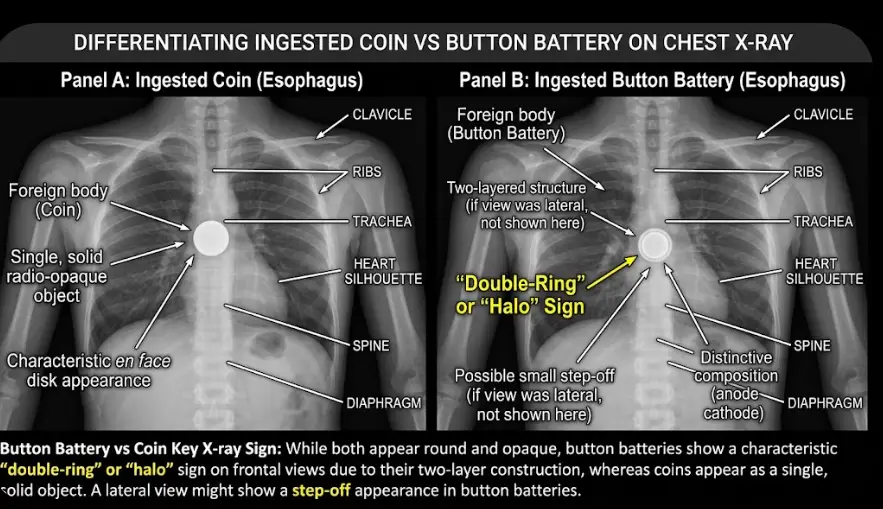 DIFFERENTIATING INGESTED COIN VS BUTTON BATTERY ON CHEST X-RAY
Panel A: Ingested Coin (Esophagus)
CLAVICLE
RIBS
Foreign body
(Coin)
TRACHEA
Single, solid
radio-opaque
object
HEART
SILHOUETTE
SPINE
Characteristic en face
disk appearance
DIAPHRAGM
Panel B: Ingested Button Battery (Esophagus)
Foreign body
(Button Battery)
CLAVICLE
RIBS
Two-layered structure
(if view was lateral,
not shown here)
TRACHEA
“Double-Ring”
or “Halo” Sign
HEART
SILHOUETTE
SPINE
Possible small step-off
(if view was lateral,
not shown here)
Distinctive
composition
(anode
cathode)
DIAPHRAGM
Button Battery vs Coin Key X-ray Sign: While both appear round and opaque, button batteries show a characteristic
“double-ring” or “halo” sign on frontal views due to their two-layer construction, whereas coins appear as a single,
solid object. A lateral view might show a step-off appearance in button batteries.